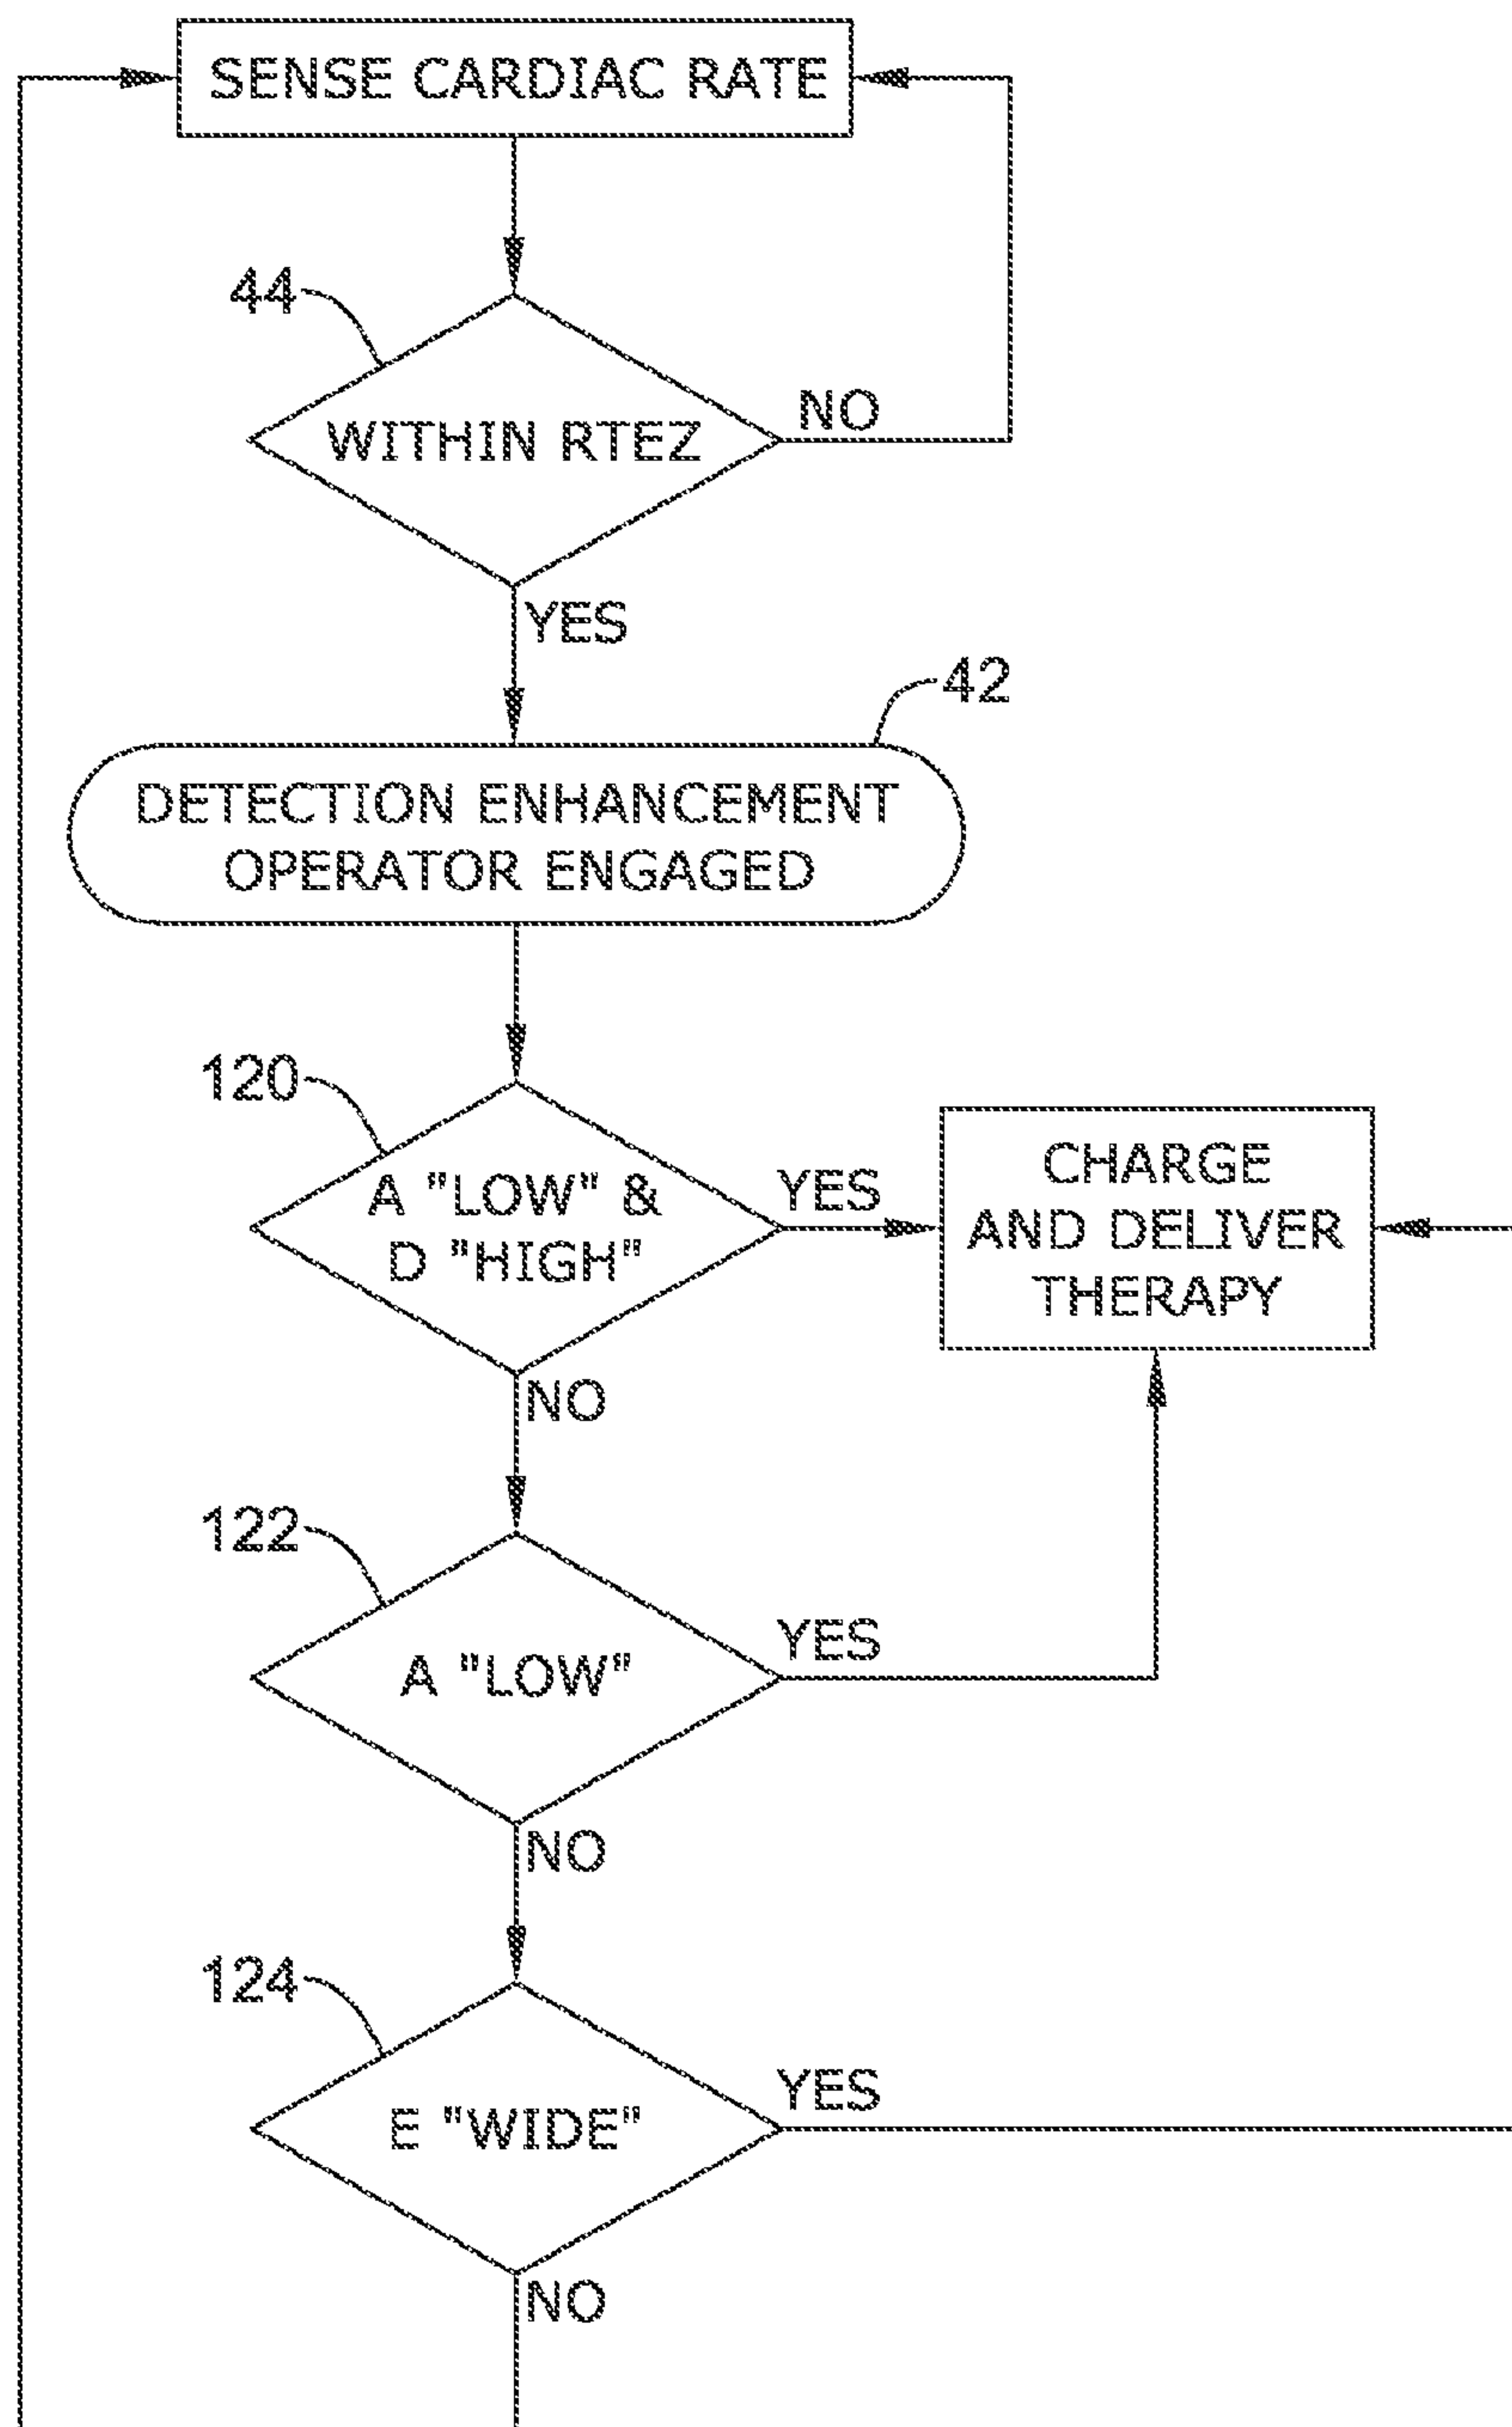 SENSE CARDIAC RATE
44
WITHIN RTEZ
NO
YES
42
DETECTION ENHANCEMENT
OPERATOR ENGAGED
120
A "LOW" &
D "HIGH"
YES
CHARGE
AND DELIVER
THERAPY
NO
122
A "LOW"
YES
NO
124
E "WIDE"
YES
NO